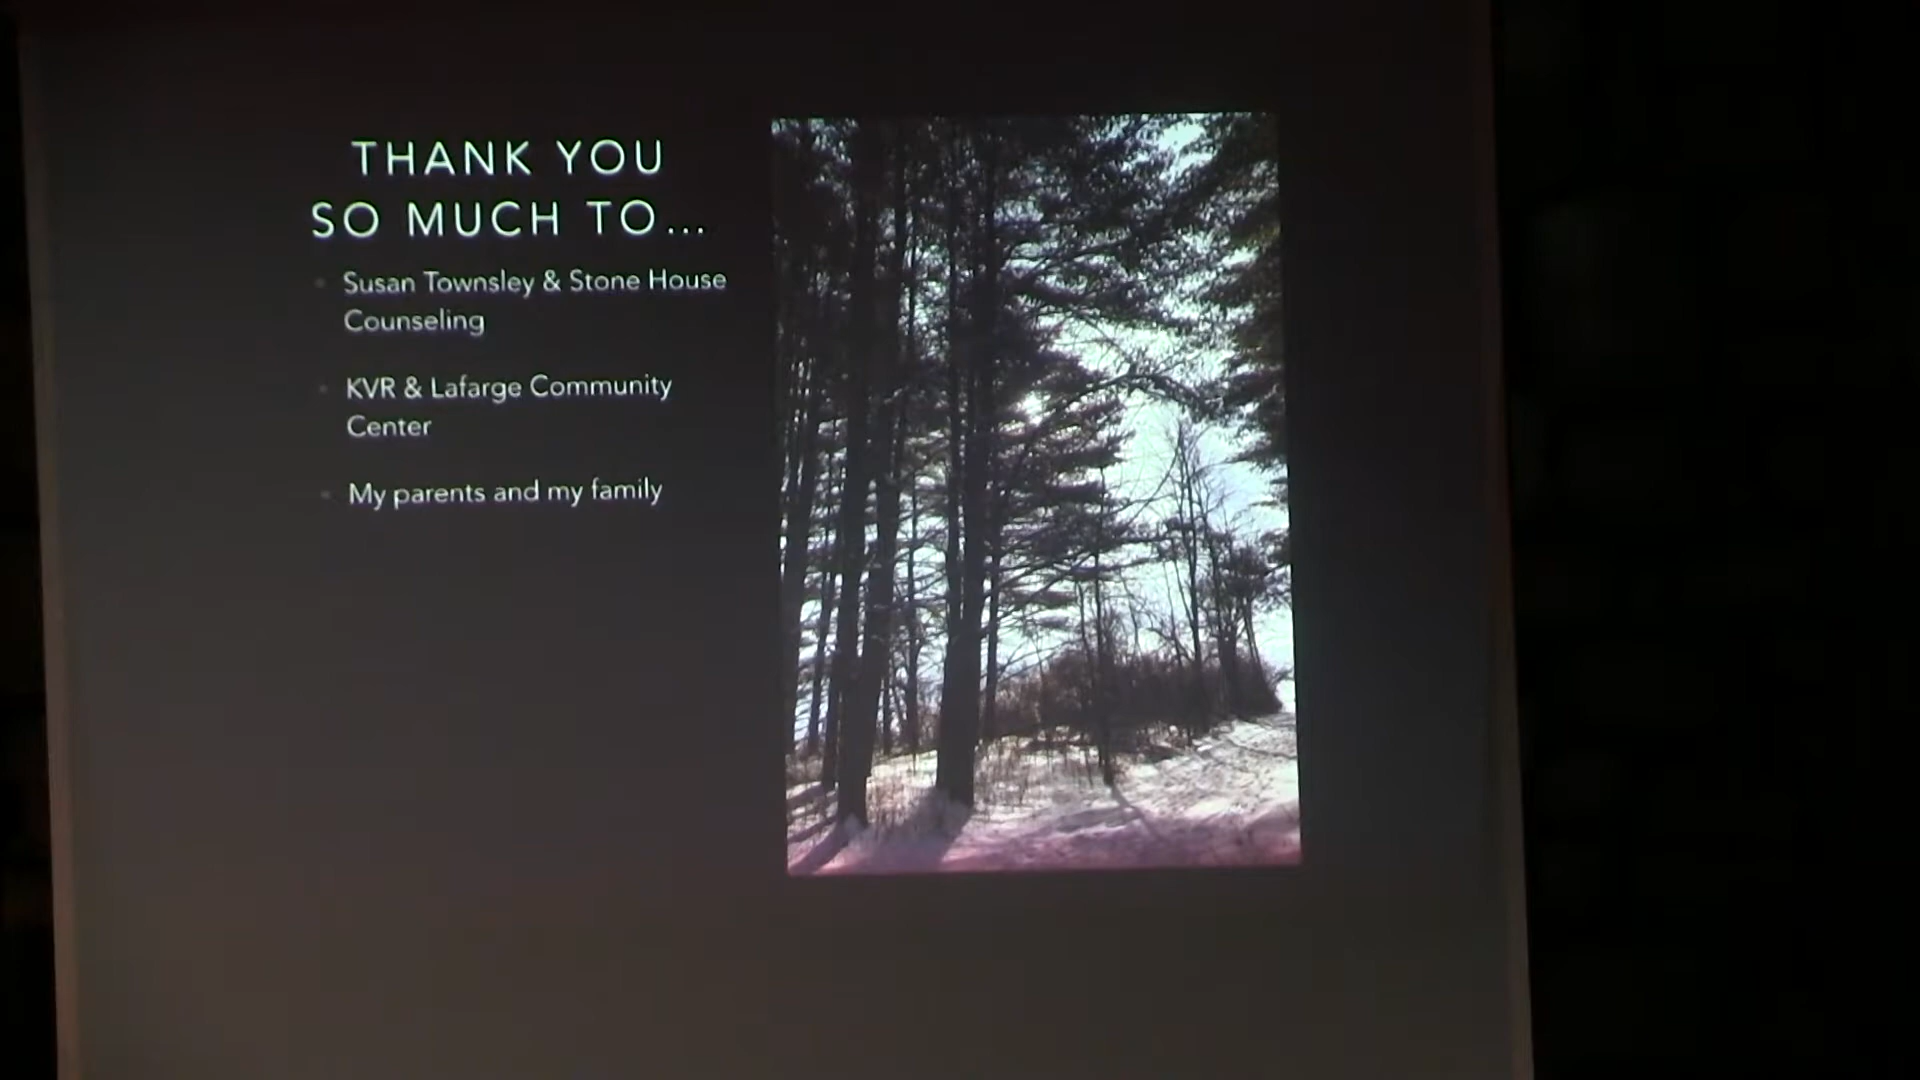 THANK YOU
SO MUCH TO...
Susan Townsley & Stone House
Counseling
KVR & Lafarge Community
Center
My parents and my family